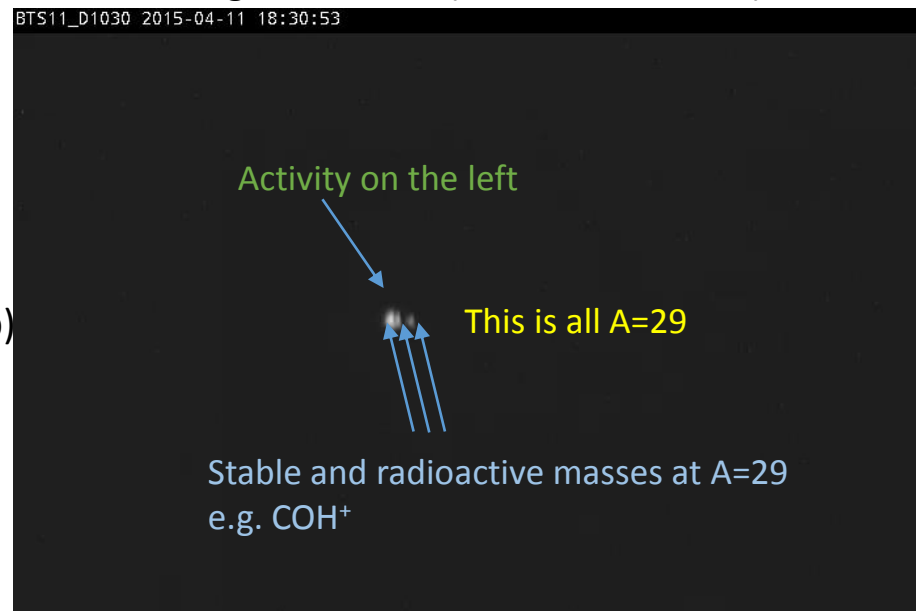 BTS11_D1030 2015-04-11 18:30:53
Activity on the left
)
This is all A=29
Stable and radioactive masses at A=29
e.g. COH⁺